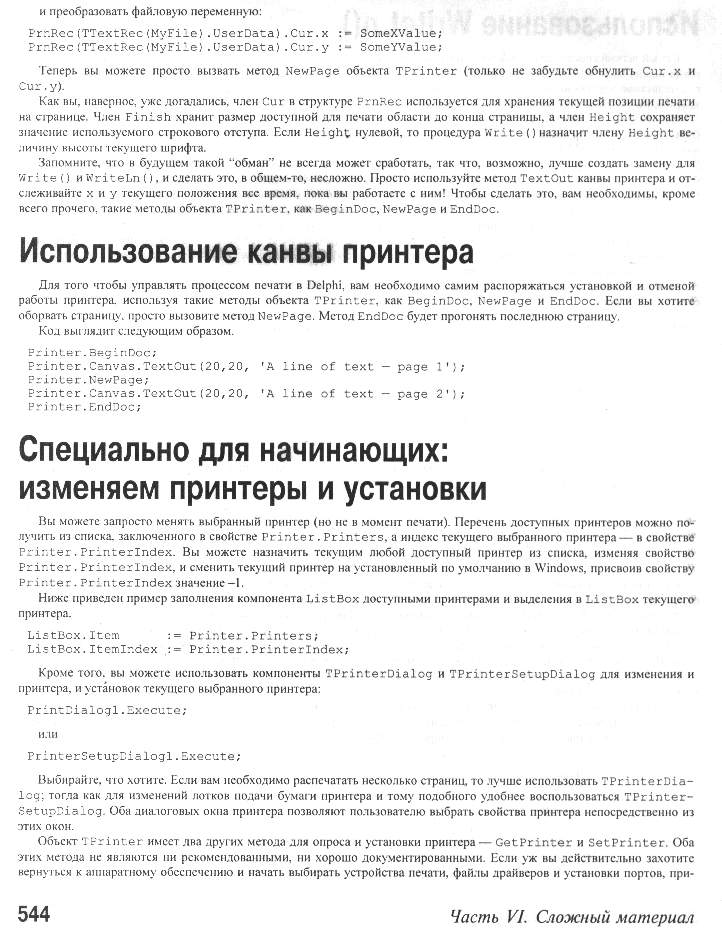 и преобразовать файловую переменную:
PrnRec(TTextRec(MyFile).UserData).Cur.x := SomeXValue;
PrnRec(TTextRec(MyFile).UserData).Cur.y := SomeYValue;
Теперь вы можете просто вызвать метод NewPage объекта TPrinter (только не забудьте обнулить Cur.x и
Cur.y).
Как вы, наверное, уже догадались, член Cur в структуре PrnRec используется для хранения текущей позиции печати
на странице. Член Finish хранит размер доступной для печати области до конца страницы, а член Height сохраняет
значение используемого строкового отступа. Если Height нулевой, то процедура Write() назначит члену Height ве-
личину высоты текущего шрифта.
Запомните, что в будущем такой “обман” не всегда может сработать, так что, возможно, лучше создать замену для
Write() и WriteLn(), и сделать это, в общем-то, несложно. Просто используйте метод TextOut канвы принтера и от-
слеживайте x и y текущего положения все время, пока вы работаете с ним! Чтобы сделать это, вам необходимы, кроме
всего прочего, такие методы объекта TPrinter, как BeginDoc, NewPage и EndDoc.
Использование канвы принтера
Для того чтобы управлять процессом печати в Delphi, вам необходимо самим распоряжаться установкой и отменой
работы принтера, используя такие методы объекта TPrinter, как BeginDoc, NewPage и EndDoc. Если вы хотите
оборвать страницу, просто вызовите метод NewPage. Метод EndDoc будет прогонять последнюю страницу.
Код выглядит следующим образом.
Printer.BeginDoc;
Printer.Canvas.TextOut(20,20, 'A line of text — page 1');
Printer.NewPage;
Printer.Canvas.TextOut(20,20, 'A line of text — page 2');
Printer.EndDoc;
Специально для начинающих:
изменяем принтеры и установки
Вы можете запросто менять выбранный принтер (но не в момент печати). Перечень доступных принтеров можно по-
лучить из списка, заключенного в свойстве Printer.Printers, а индекс текущего выбранного принтера — в свойстве
Printer.PrinterIndex. Вы можете назначить текущим любой доступный принтер из списка, изменяя свойство
Printer.PrinterIndex, и сменить текущий принтер на установленный по умолчанию в Windows, присвоив свойству
Printer.PrinterIndex значение –1.
Ниже приведен пример заполнения компонента ListBox доступными принтерами и выделения в ListBox текущего
принтера.
ListBox.Item := Printer.Printers;
ListBox.ItemIndex := Printer.PrinterIndex;
Кроме того, вы можете использовать компоненты TPrinterDialog и TPrinterSetupDialog для изменения и
принтера, и установок текущего выбранного принтера:
PrintDialog1.Execute;
или
PrinterSetupDialog1.Execute;
Выбирайте, что хотите. Если вам необходимо распечатать несколько страниц, то лучше использовать TPrinterDia-
log; тогда как для изменений лотков подачи бумаги принтера и тому подобного удобнее воспользоваться TPrinter-
SetupDialog. Оба диалоговых окна принтера позволяют пользователю выбрать свойства принтера непосредственно из
этих окон.
Объект TPrinter имеет два других метода для опроса и установки принтера — GetPrinter и SetPrinter. Оба
этих метода не являются ни рекомендованными, ни хорошо документированными. Если уж вы действительно захотите
вернуться к аппаратному обеспечению и начать выбирать устройства печати, файлы драйверов и установки портов, при-
544 Часть VI. Сложный материал